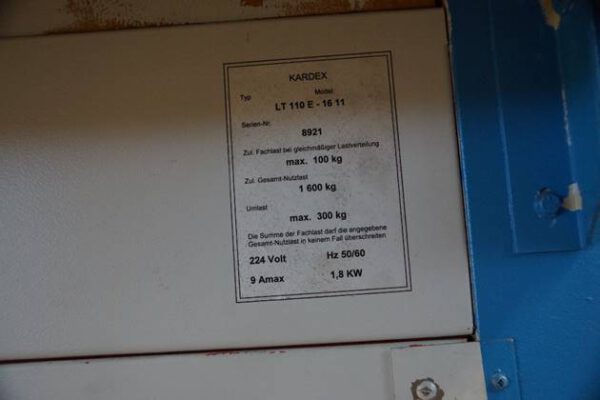 KARDEX
Typ Model
LT 110 E - 16 11
Serien-Nr.
8921
Zul. Fachlast bei gleichmäßiger Lastverteilung
max. 100 kg
Zul. Gesamt-Nutzlast
1 600 kg
Umlast
max. 300 kg
Die Summe der Fachlast darf die angegebene
Gesamt-Nutzlast in keinem Fall überschreiten
224 Volt Hz 50/60
9 Amax 1,8 KW